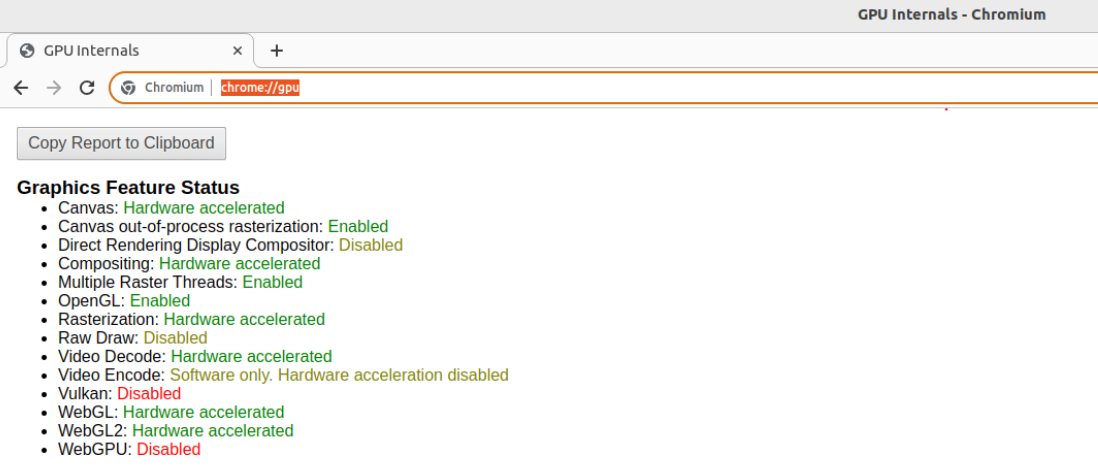 GPU Internals - Chromium
GPU Internals
Chromium
chrome://gpu
Copy Report to Clipboard
Graphics Feature Status
Canvas: Hardware accelerated
Canvas out-of-process rasterization: Enabled
Direct Rendering Display Compositor: Disabled
Compositing: Hardware accelerated
Multiple Raster Threads: Enabled
OpenGL: Enabled
Rasterization: Hardware accelerated
Raw Draw: Disabled
Video Decode: Hardware accelerated
Video Encode: Software only. Hardware acceleration disabled
Vulkan: Disabled
WebGL: Hardware accelerated
WebGL2: Hardware accelerated
WebGPU: Disabled